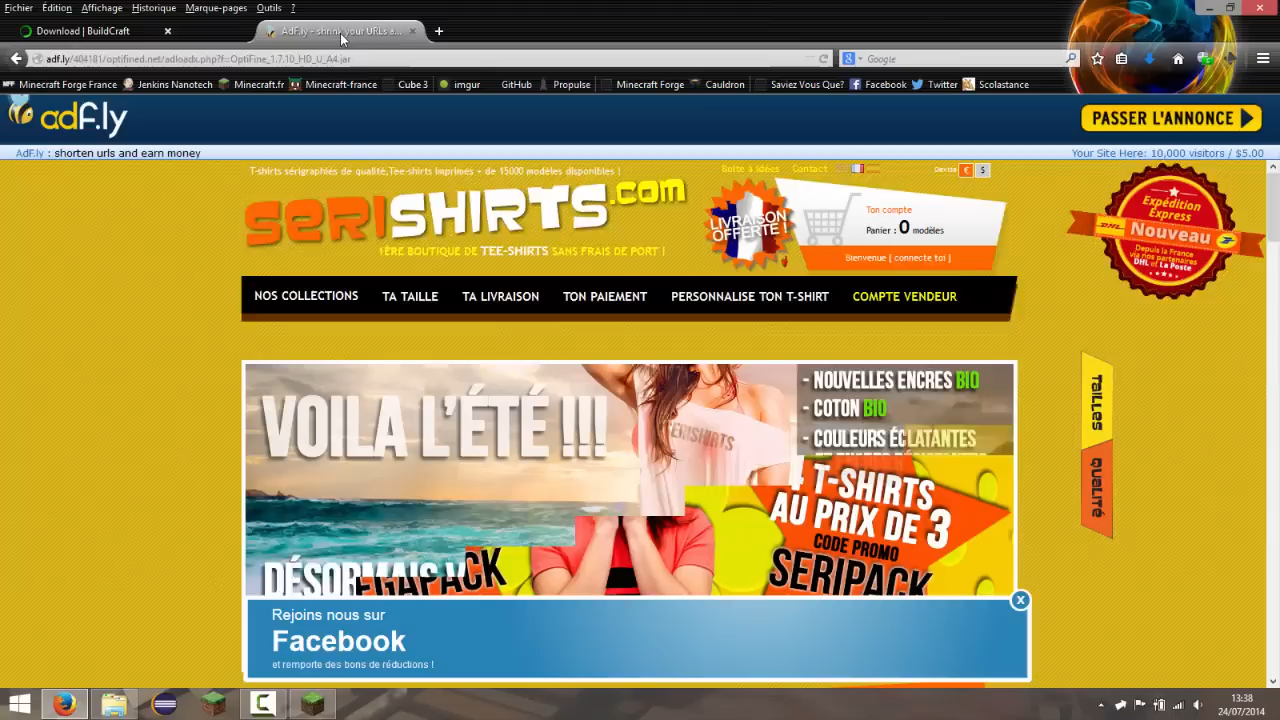 Fichier Édition Affichage Historique Marque-pages Outils ?
Download | BuildCraft
AdF.ly - shrink your URLs a...
adf.ly/404181/optifined.net/adloadx.php?f=OptiFine_1.7.10_HD_U_A4.jar
Google
Minecraft Forge France
Jenkins Nanotech
Minecraft.fr
Minecraft-france
Cube 3
imgur
GitHub
Propulse
Minecraft Forge
Cauldron
Saviez Vous Que?
Facebook
Twitter
Scolastance
adF.ly
PASSER L'ANNONCE
AdF.ly : shorten urls and earn money
Your Site Here: 10,000 visitors / $5.00
T-shirts sérigraphiés de qualité,Tee-shirts Imprimés + de 15000 modèles disponibles !
Boite à Idées
Contact
Devise
€
$
SERISHIRTS.com
1ÈRE BOUTIQUE DE TEE-SHIRTS SANS FRAIS DE PORT !
LIVRAISON
OFFERTE !
Ton compte
Panier : 0 modèles
Bienvenue [ connecte toi ]
Expédition
Express
DHL
Nouveau
Depuis la France
via nos partenaires
DHL et La Poste
NOS COLLECTIONS
TA TAILLE
TA LIVRAISON
TON PAIEMENT
PERSONNALISE TON T-SHIRT
COMPTE VENDEUR
VOILA L'ÉTÉ !!!
SERISHIRTS
- NOUVELLES ENCRES BIO
- COTON BIO
- COULEURS ÉCLATANTES
TAILLES
QUALITÉ
4 T-SHIRTS
AU PRIX DE 3
CODE PROMO
SERIPACK
Rejoins nous sur
Facebook
et remporte des bons de réductions !
x
13:38
24/07/2014